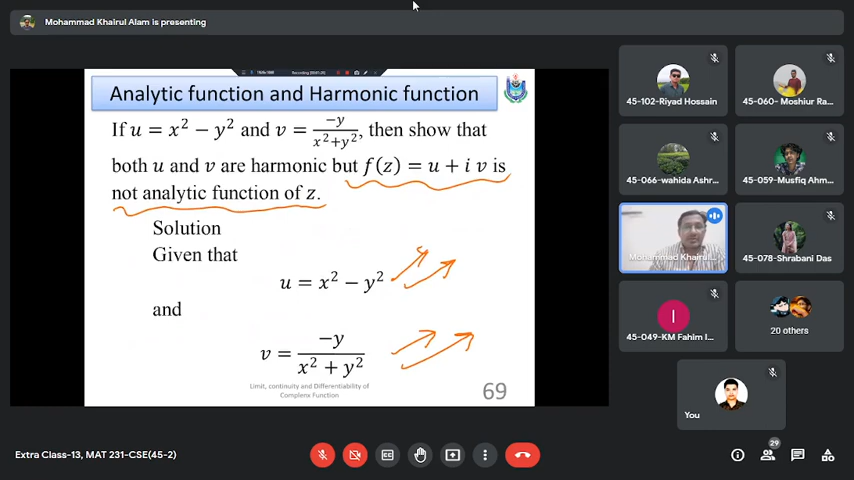 Mohammad Khairul Alam is presenting
Analytic function and Harmonic function
If u = x² − y² and v = −y/(x²+y²), then show that
both u and v are harmonic but f(z) = u + i v is
not analytic function of z.
Solution
Given that
u = x² − y²
and
v = −y/(x² + y²)
Limit, continuity and Differentiability of
Complenx Function
69
45-102-Riyad Hossain
45-060- Moshiur Ra...
45-066-wahida Ashr...
45-059-Musfiq Ahm...
Mohammad Khairul...
45-078-Shrabani Das
I
45-049-KM Fahim I...
20 others
You
Extra Class-13, MAT 231-CSE(45-2)
29